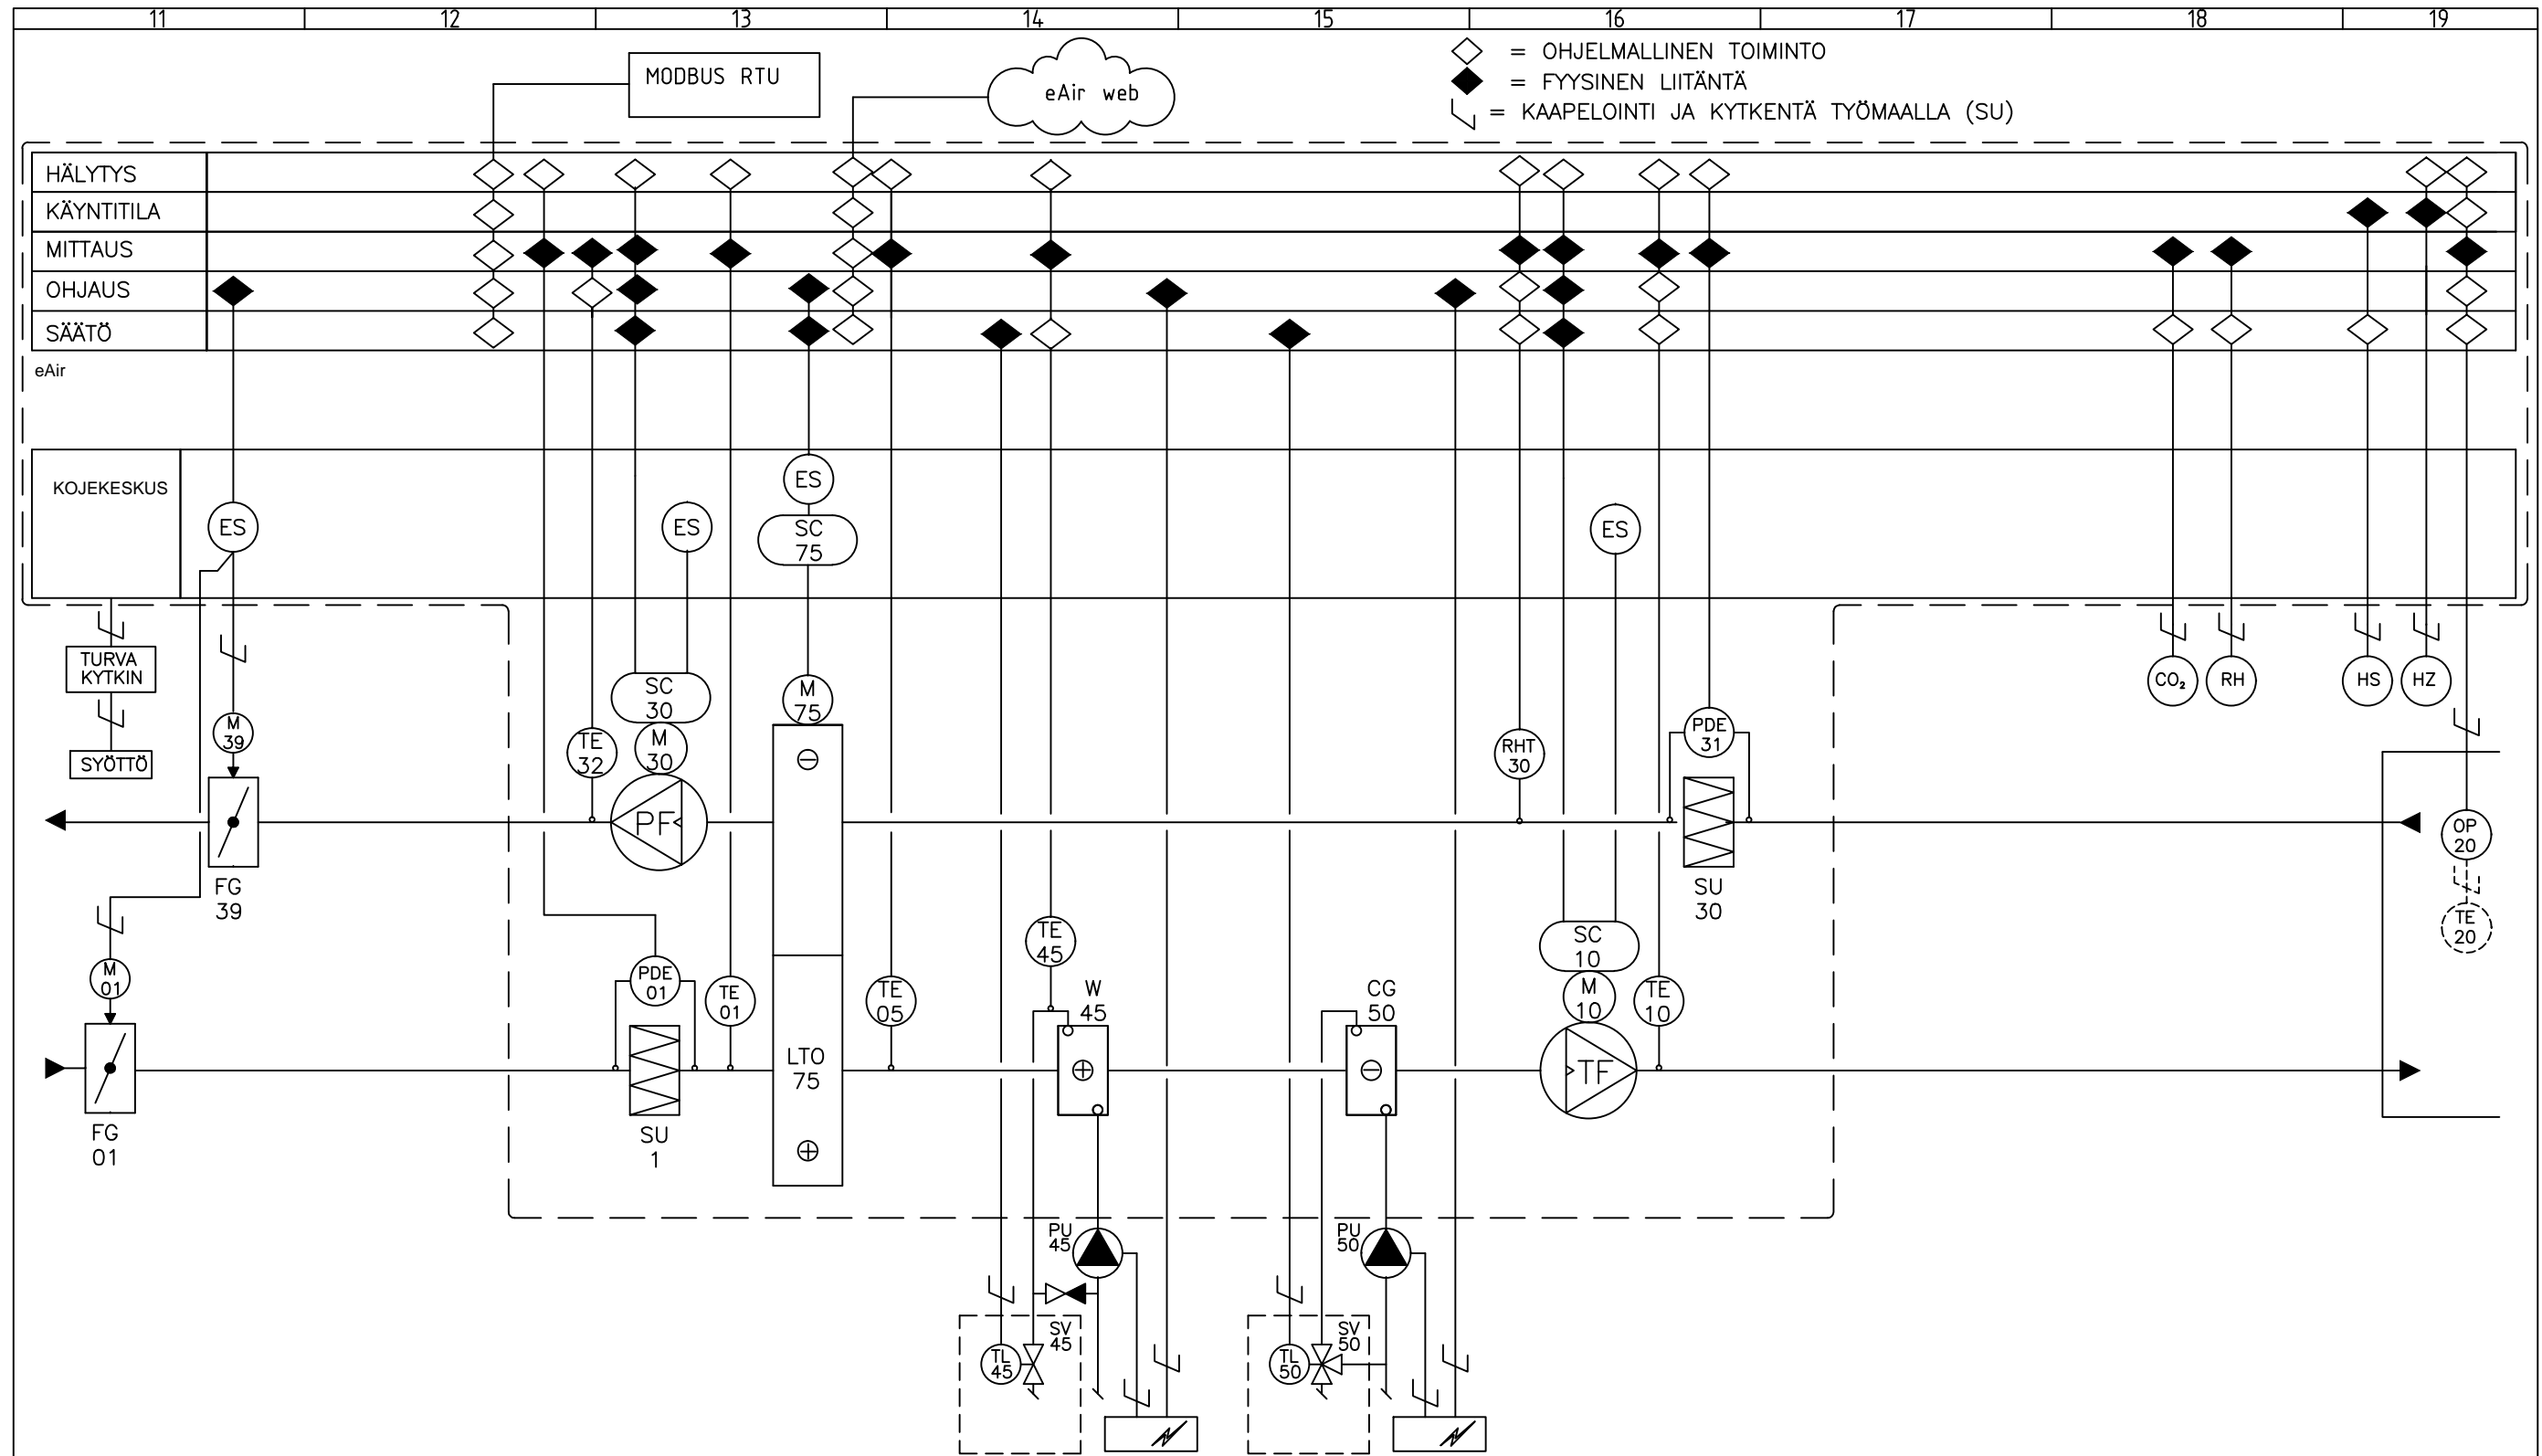 11 12 13 14 15 16 17 18 19
MODBUS RTU
eAir web
= OHJELMALLINEN TOIMINTO
= FYYSINEN LIITÄNTÄ
= KAAPELOINTI JA KYTKENTÄ TYÖMAALLA (SU)
HÄLYTYS
KÄYNTITILA
MITTAUS
OHJAUS
SÄÄTÖ
eAir
KOJEKESKUS
ES
ES
ES
SC
75
ES
TURVA
KYTKIN
SYÖTTÖ
M
39
TE
32
SC
30
M
30
M
75
RHT
30
PDE
31
CO₂
RH
HS
HZ
PF
OP
20
TE
20
FG
39
SU
30
M
01
PDE
01
TE
01
TE
05
TE
45
W
45
CG
50
SC
10
M
10
TE
10
LTO
75
TF
FG
01
SU
1
PU
45
PU
50
SV
45
TL
45
SV
50
TL
50